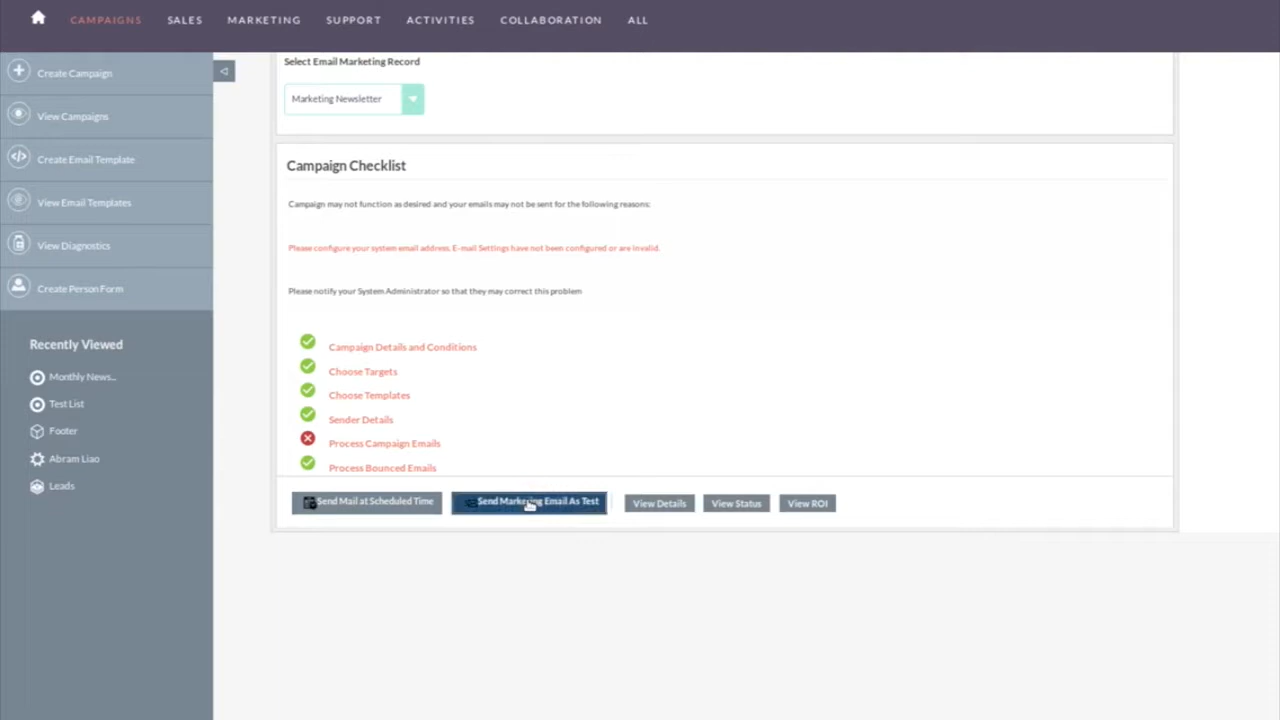 CAMPAIGNS SALES MARKETING SUPPORT ACTIVITIES COLLABORATION ALL
Create Campaign
View Campaigns
Create Email Template
View Email Templates
View Diagnostics
Create Person Form
Recently Viewed
Monthly News...
Test List
Footer
Abram Liao
Leads
Select Email Marketing Record
Marketing Newsletter
Campaign Checklist
Campaign may not function as desired and your emails may not be sent for the following reasons:
Please configure your system email address. E-mail Settings have not been configured or are invalid.
Please notify your System Administrator so that they may correct this problem
Campaign Details and Conditions
Choose Targets
Choose Templates
Sender Details
Process Campaign Emails
Process Bounced Emails
Send Mail at Scheduled Time Send Marketing Email As Test View Details View Status View ROI